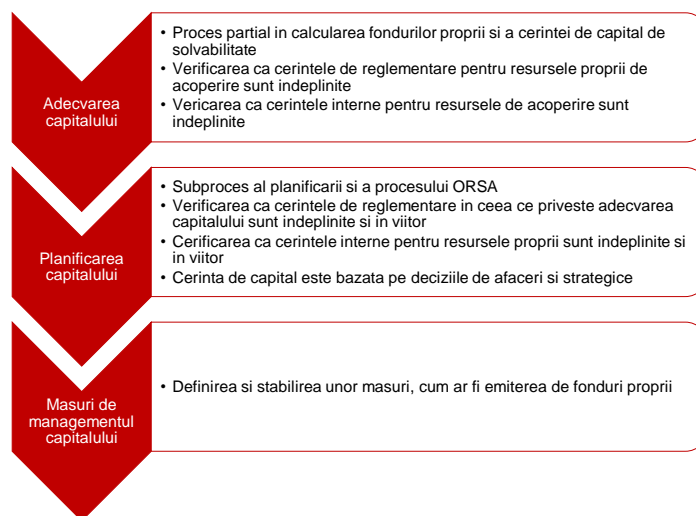 Adecvarea
capitalului
• Proces partial in calcularea fondurilor proprii si a cerintei de capital de
solvabilitate
• Verificarea ca cerintele de reglementare pentru resursele proprii de
acoperire sunt indeplinite
• Vericarea ca cerintele interne pentru resursele de acoperire sunt
indeplinite
Planificarea
capitalului
• Subproces al planificarii si a procesului ORSA
• Verificarea ca cerintele de reglementare in ceea ce priveste adecvarea
capitalului sunt indeplinite si in viitor
• Cerificarea ca cerintele interne pentru resursele proprii sunt indeplinite si
in viitor
• Cerinta de capital este bazata pe deciziile de afaceri si strategice
Masuri de
managementul
capitalului
• Definirea si stabilirea unor masuri, cum ar fi emiterea de fonduri proprii